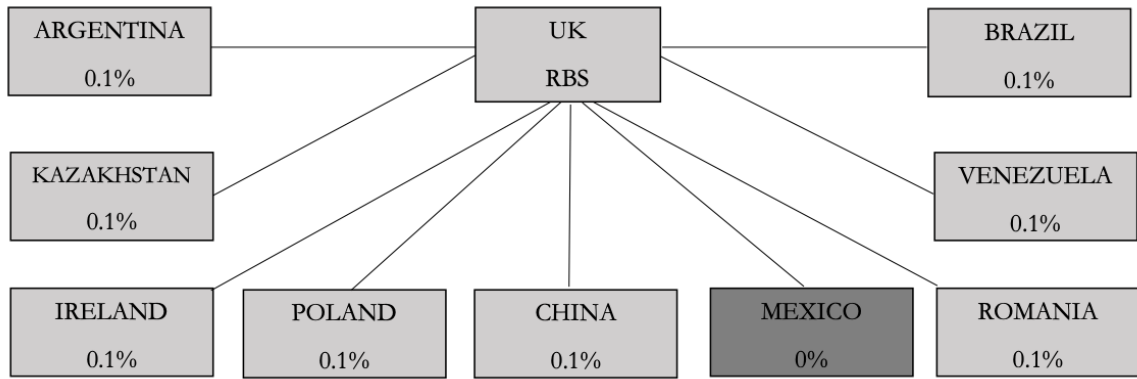 ARGENTINA
0.1%
UK
RBS
BRAZIL
0.1%
KAZAKHSTAN
0.1%
VENEZUELA
0.1%
IRELAND
0.1%
POLAND
0.1%
CHINA
0.1%
MEXICO
0%
ROMANIA
0.1%